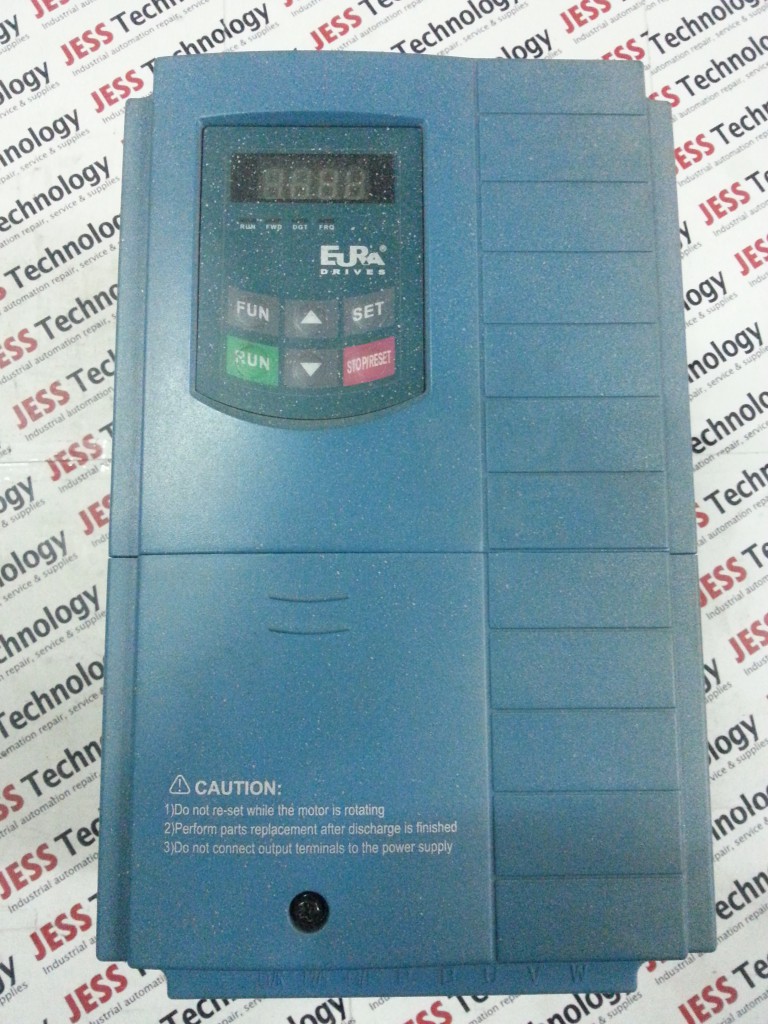 RUN FWD DGT FRQ
EURA®
DRIVES
FUN ▲ SET
RUN ▼ STOP/RESET
⚠ CAUTION:
1)Do not re-set while the motor is rotating
2)Perform parts replacement after discharge is finished
3)Do not connect output terminals to the power supply
P B U V W
JESS Technology
Industrial automation repair, service & supplies